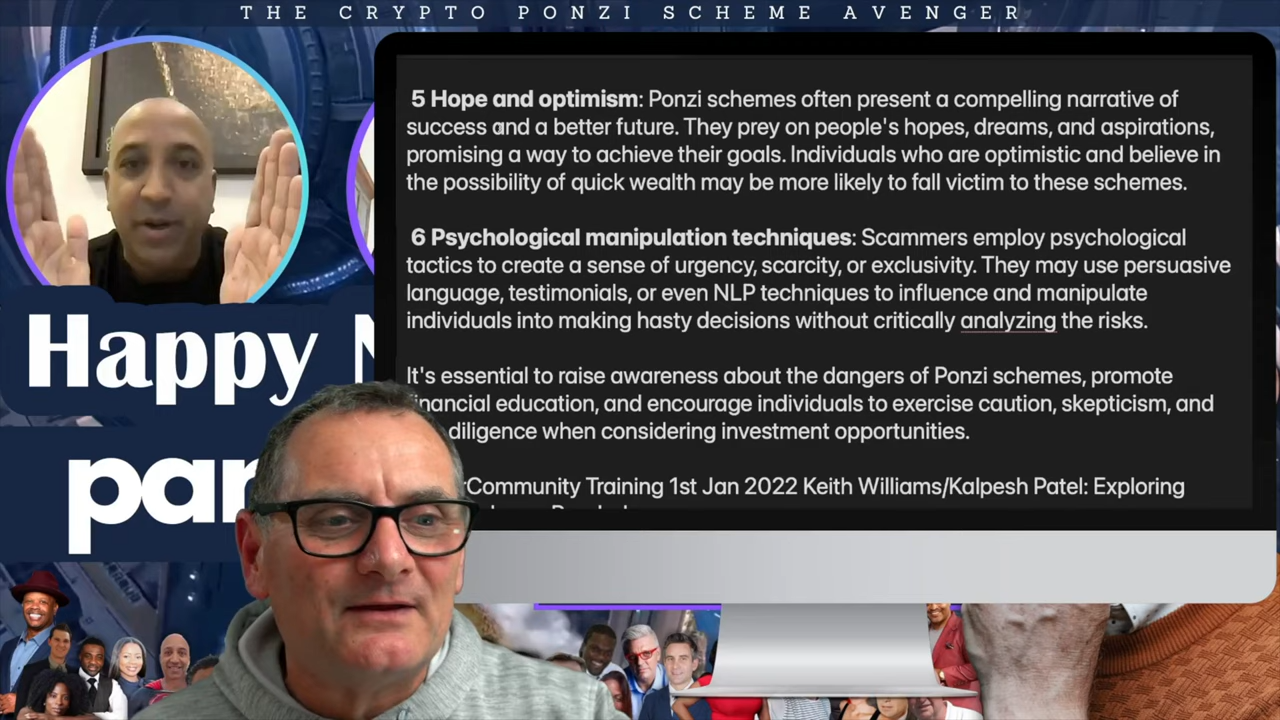 THE CRYPTO PONZI SCHEME AVENGER
5 Hope and optimism: Ponzi schemes often present a compelling narrative of
success and a better future. They prey on people's hopes, dreams, and aspirations,
promising a way to achieve their goals. Individuals who are optimistic and believe in
the possibility of quick wealth may be more likely to fall victim to these schemes.
6 Psychological manipulation techniques: Scammers employ psychological
tactics to create a sense of urgency, scarcity, or exclusivity. They may use persuasive
language, testimonials, or even NLP techniques to influence and manipulate
individuals into making hasty decisions without critically analyzing the risks.
It's essential to raise awareness about the dangers of Ponzi schemes, promote
financial education, and encourage individuals to exercise caution, skepticism, and
diligence when considering investment opportunities.
Community Training 1st Jan 2022 Keith Williams/Kalpesh Patel: Exploring
Happy